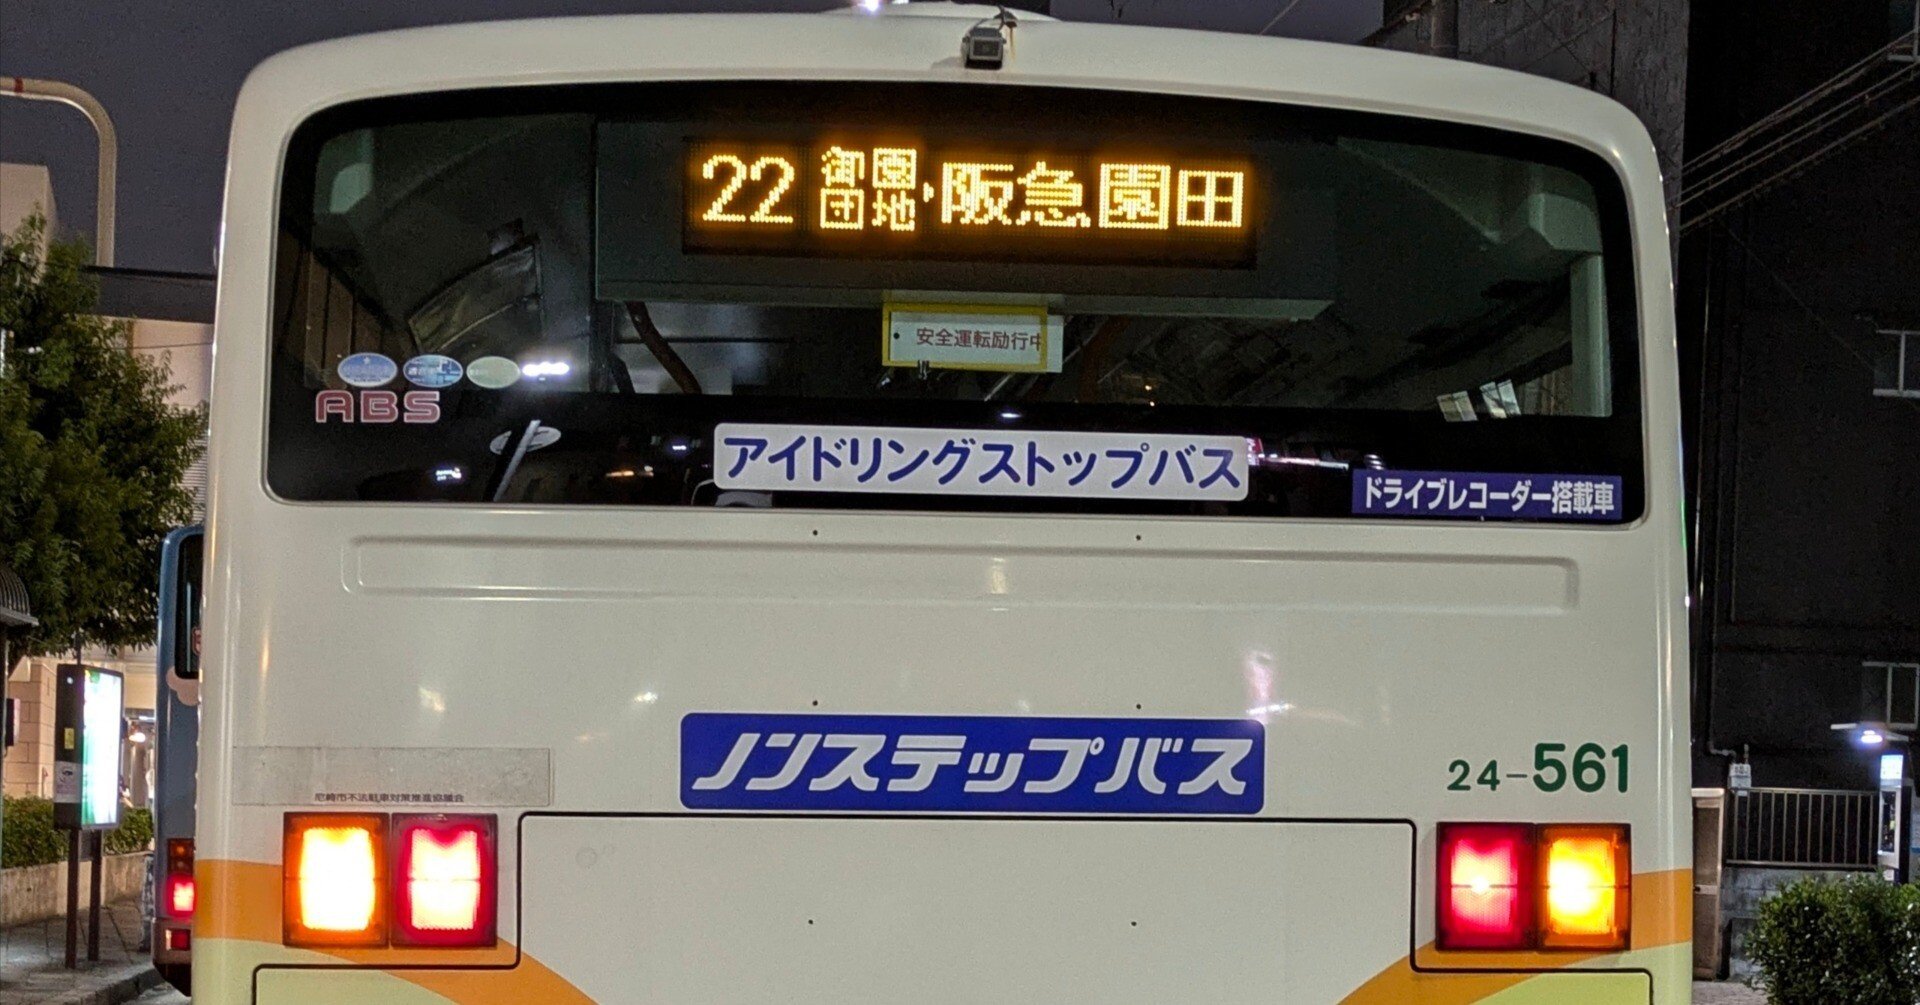 22 御園団地・阪急園田
安全運転励行中
ABS
アイドリングストップバス
ドライブレコーダー搭載車
ノンステップバス
24-561
尼崎市不法駐車対策推進協議会